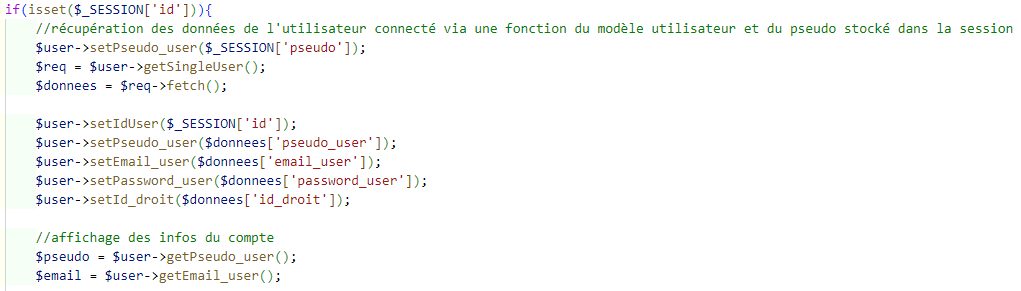 if(isset($_SESSION['id'])){
//récupération des données de l'utilisateur connecté via une fonction du modèle utilisateur et du pseudo stocké dans la session
$user->setPseudo_user($_SESSION['pseudo']);
$req = $user->getSingleUser();
$donnees = $req->fetch();
$user->setIdUser($_SESSION['id']);
$user->setPseudo_user($donnees['pseudo_user']);
$user->setEmail_user($donnees['email_user']);
$user->setPassword_user($donnees['password_user']);
$user->setId_droit($donnees['id_droit']);
//affichage des infos du compte
$pseudo = $user->getPseudo_user();
$email = $user->getEmail_user();